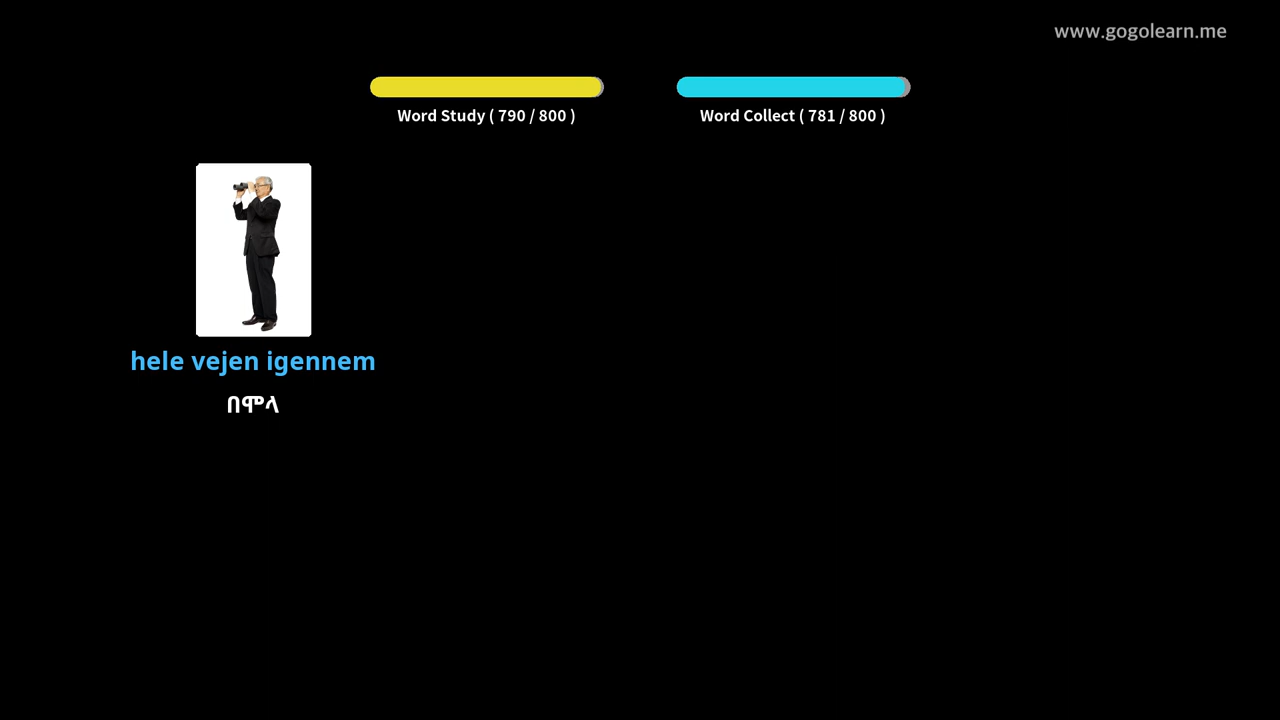 www.gogolearn.me
Word Study ( 790 / 800 )
Word Collect ( 781 / 800 )
hele vejen igennem
በሞላ